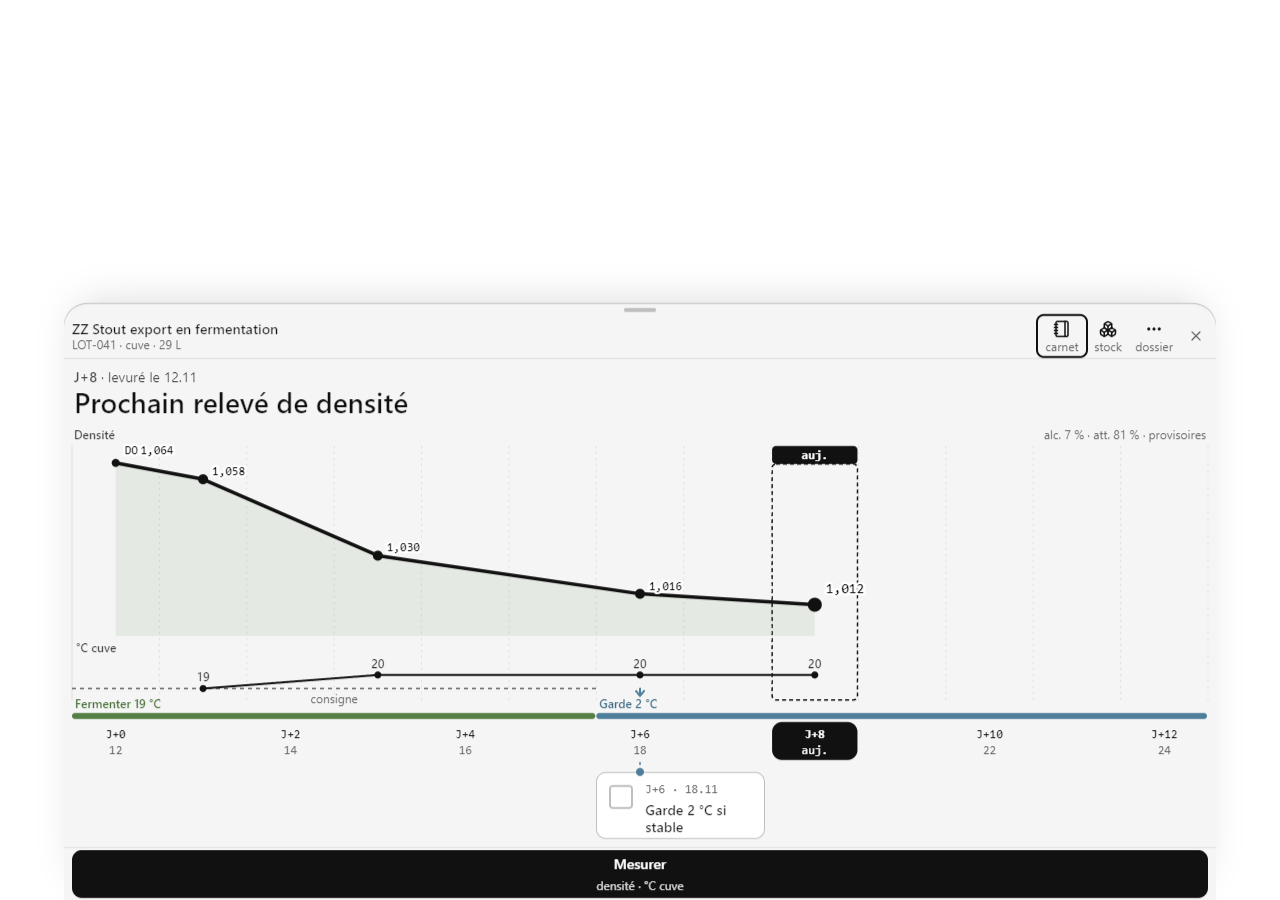 ZZ Stout export en fermentation
LOT-041 · cuve · 29 L
carnet
stock
dossier
J+8 · levuré le 12.11
Prochain relevé de densité
Densité
alc. 7 % · att. 81 % · provisoires
auj.
DO 1,064
1,058
1,030
1,016
1,012
°C cuve
19
20
20
20
consigne
Fermenter 19 °C
Garde 2 °C
J+0
12
J+2
14
J+4
16
J+6
18
J+8
auj.
J+10
22
J+12
24
J+6 · 18.11
Garde 2 °C si
stable
Mesurer
densité · °C cuve